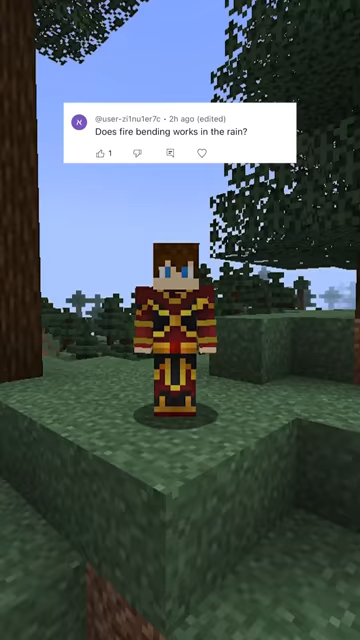 @user-zi1nu1er7c • 2h ago (edited)
Does fire bending works in the rain?
1